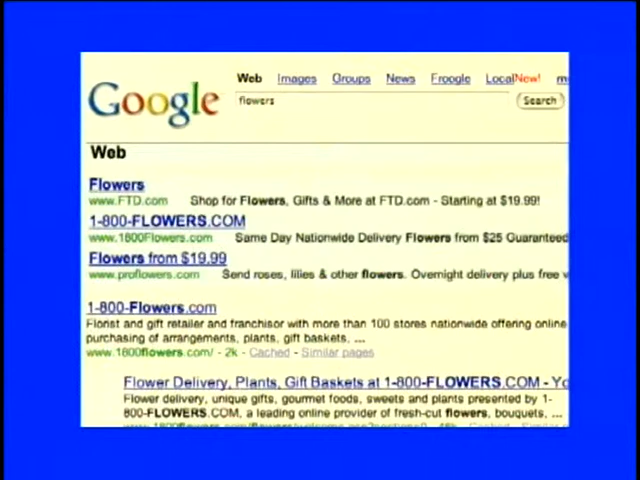 Google
Web Images Groups News Froogle Local New!
flowers Search
Web
Flowers
www.FTD.com Shop for Flowers, Gifts & More at FTD.com - Starting at $19.99!
1-800-FLOWERS.COM
www.1800Flowers.com Same Day Nationwide Delivery Flowers from $25 Guaranteed
Flowers from $19.99
www.proflowers.com Send roses, lilies & other flowers. Overnight delivery plus free
1-800-Flowers.com
Florist and gift retailer and franchisor with more than 100 stores nationwide offering online
purchasing of arrangements, plants, gift baskets, ...
www.1800flowers.com/ - 2k - Cached - Similar pages
Flower Delivery, Plants, Gift Baskets at 1-800-FLOWERS.COM -
Flower delivery, unique gifts, gourmet foods, sweets and plants presented by 1-
800-FLOWERS.COM, a leading online provider of fresh-cut flowers, bouquets, ...